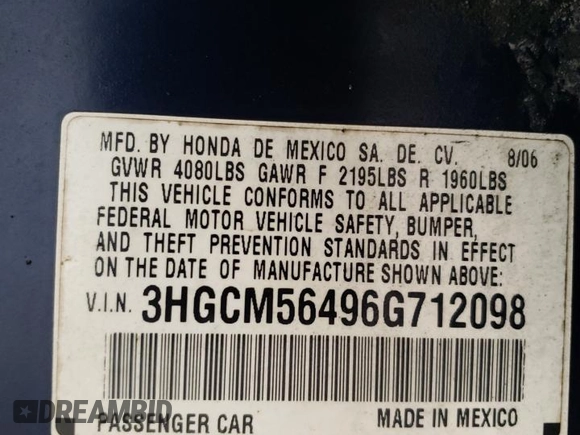 MFD. BY HONDA DE MEXICO SA. DE. CV. 8/06
GVWR 4080LBS GAWR F 2195LBS R 1960LBS
THIS VEHICLE CONFORMS TO ALL APPLICABLE
FEDERAL MOTOR VEHICLE SAFETY, BUMPER,
AND THEFT PREVENTION STANDARDS IN EFFECT
ON THE DATE OF MANUFACTURE SHOWN ABOVE:
V.I.N. 3HGCM56496G712098
PASSENGER CAR MADE IN MEXICO
DREAMBID